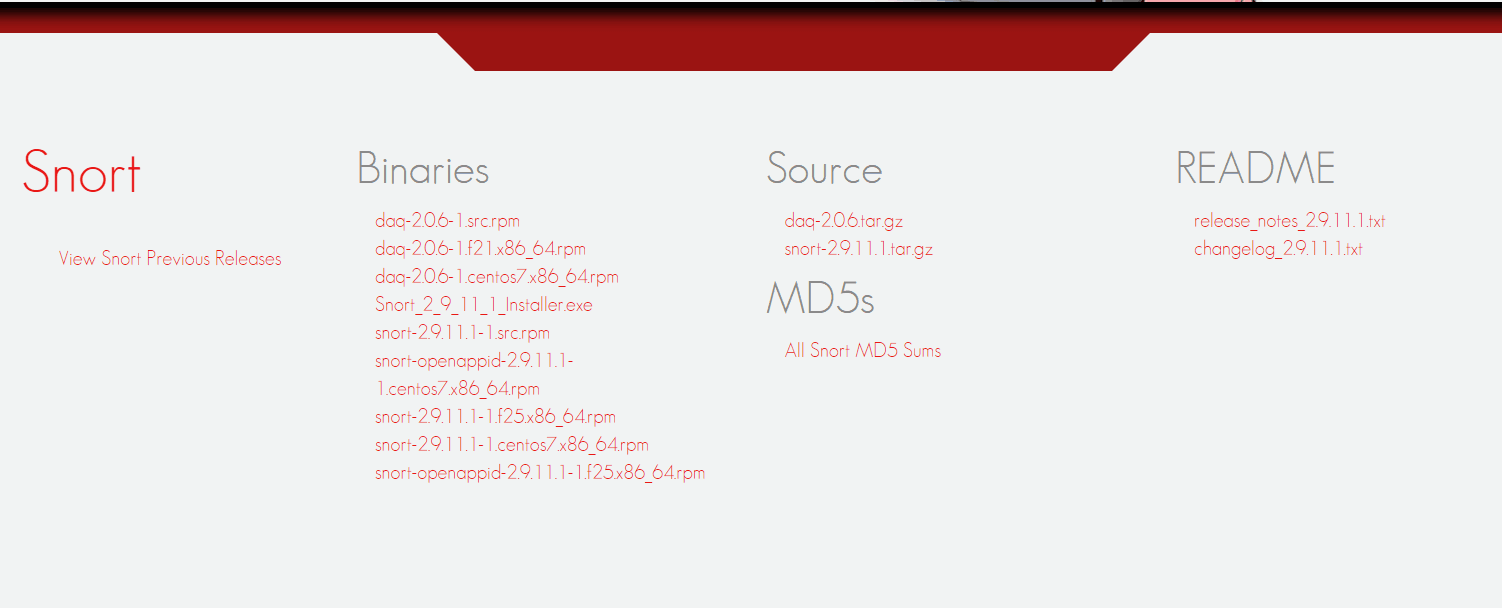 Snort
View Snort Previous Releases
Binaries
daq-2.0.6-1.src.rpm
daq-2.0.6-1.f21.x86_64.rpm
daq-2.0.6-1.centos7.x86_64.rpm
Snort_2_9_11_1_Installer.exe
snort-2.9.11.1-1.src.rpm
snort-openappid-2.9.11.1-
1.centos7.x86_64.rpm
snort-2.9.11.1-1.f25.x86_64.rpm
snort-2.9.11.1-1.centos7.x86_64.rpm
snort-openappid-2.9.11.1-1.f25.x86_64.rpm
Source
daq-2.0.6.tar.gz
snort-2.9.11.1.tar.gz
MD5s
All Snort MD5 Sums
README
release_notes_2.9.11.1.txt
changelog_2.9.11.1.txt